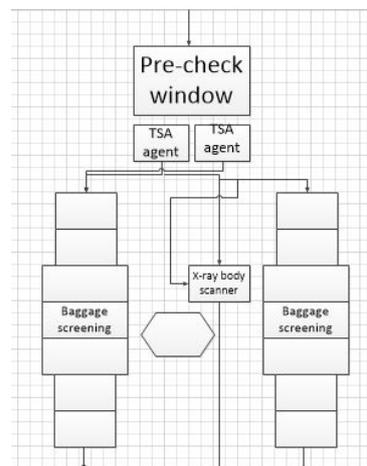 Pre-check
window
TSA
agent
TSA
agent
X-ray body
scanner
Baggage
screening
Baggage
screening